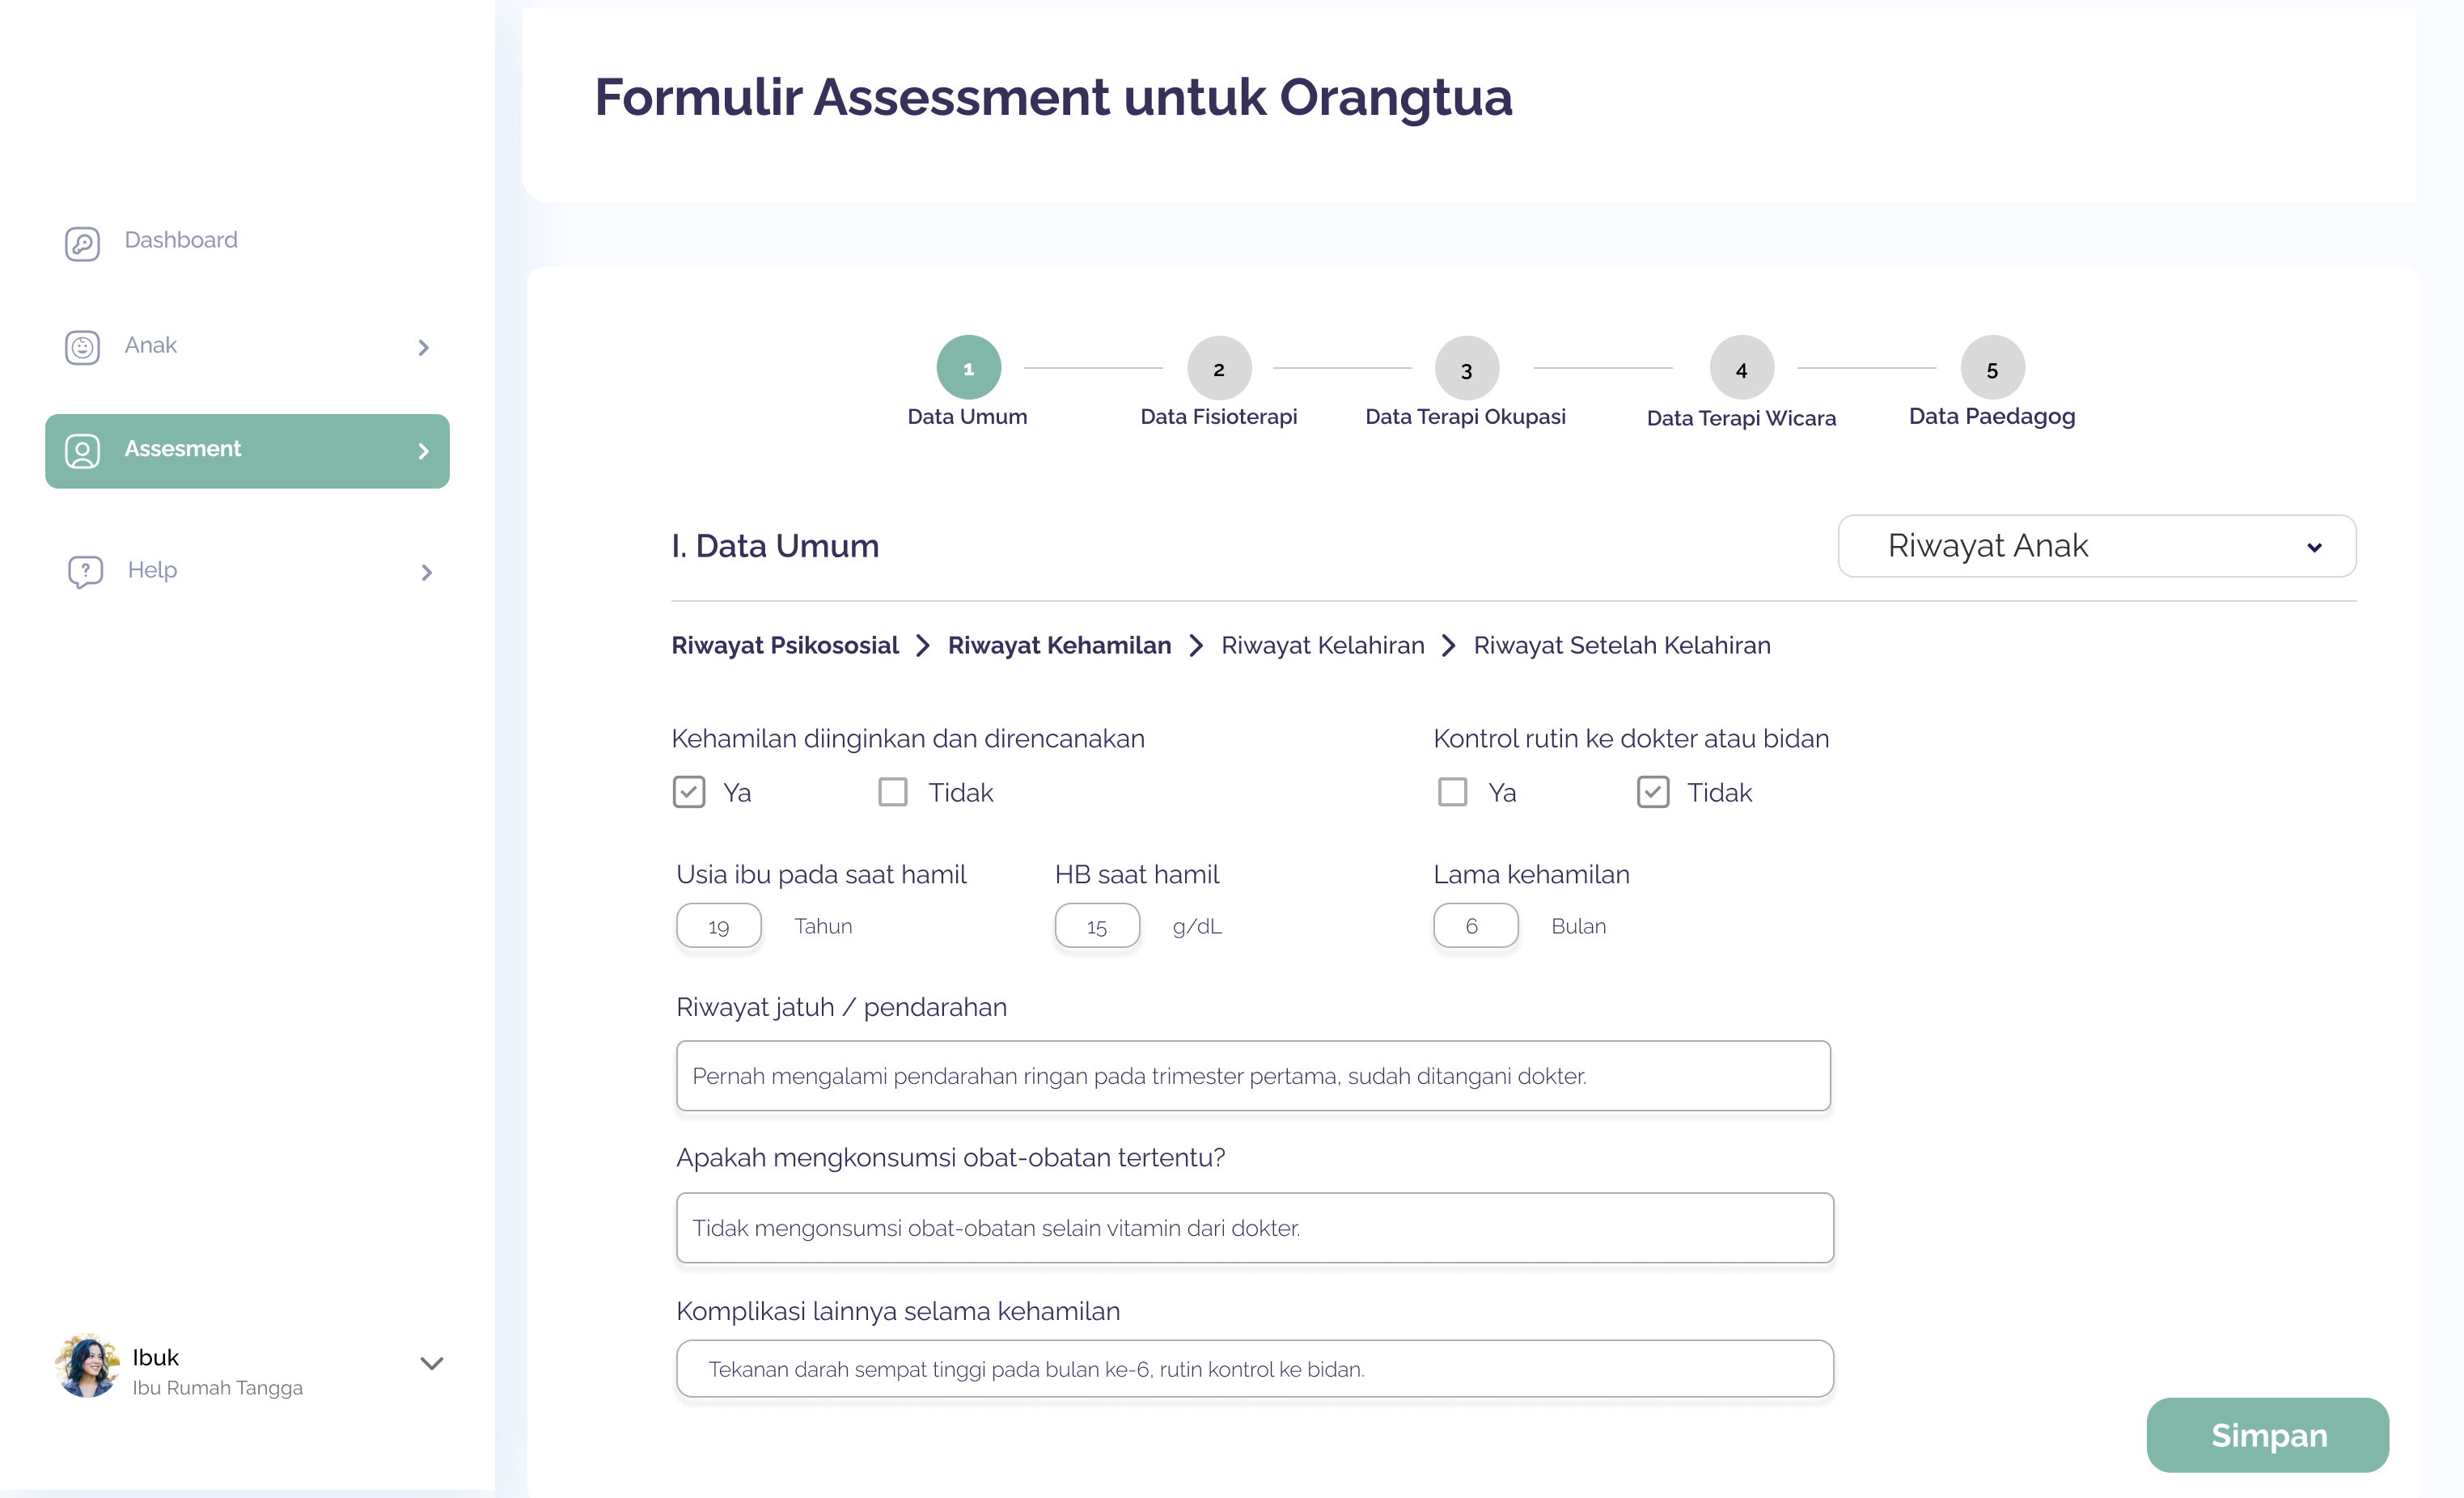 Formulir Assessment untuk Orangtua
Dashboard
Anak
Assesment
Help
Ibuk
Ibu Rumah Tangga
1
2
3
4
5
Data Umum
Data Fisioterapi
Data Terapi Okupasi
Data Terapi Wicara
Data Paedagog
I. Data Umum
Riwayat Anak
Riwayat Psikososial > Riwayat Kehamilan > Riwayat Kelahiran > Riwayat Setelah Kelahiran
Kehamilan diinginkan dan direncanakan
Ya
Tidak
Kontrol rutin ke dokter atau bidan
Ya
Tidak
Usia ibu pada saat hamil
19 Tahun
HB saat hamil
15 g/dL
Lama kehamilan
6 Bulan
Riwayat jatuh / pendarahan
Pernah mengalami pendarahan ringan pada trimester pertama, sudah ditangani dokter.
Apakah mengkonsumsi obat-obatan tertentu?
Tidak mengonsumsi obat-obatan selain vitamin dari dokter.
Komplikasi lainnya selama kehamilan
Tekanan darah sempat tinggi pada bulan ke-6, rutin kontrol ke bidan.
Simpan